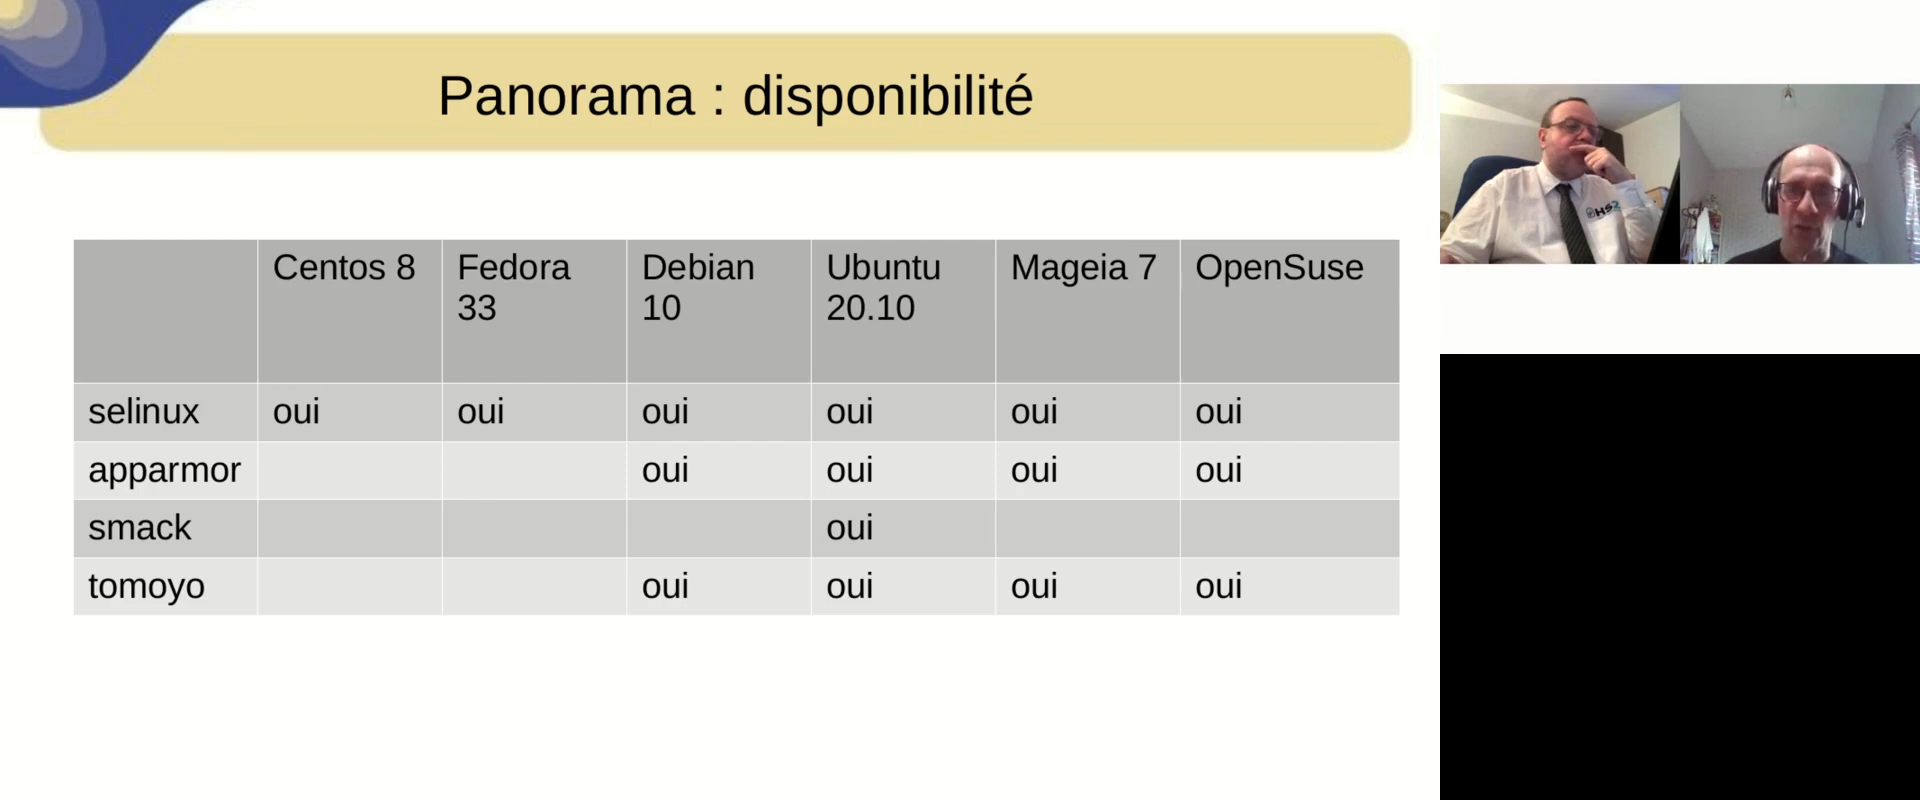 Panorama : disponibilité
Centos 8 Fedora 33 Debian 10 Ubuntu 20.10 Mageia 7 OpenSuse
selinux oui oui oui oui oui oui
apparmor oui oui oui oui
smack oui
tomoyo oui oui oui oui
HS2